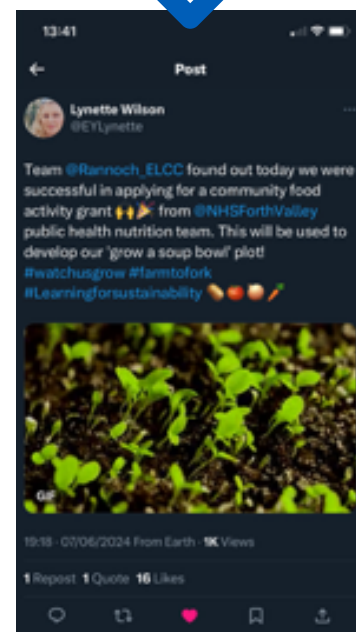 13:41
Post
Lynette Wilson
@EYLynette
Team @Rannoch_ELCC found out today we were
successful in applying for a community food
activity grant 🙌🎉 from @NHSForthValley
public health nutrition team. This will be used to
develop our 'grow a soup bowl' plot!
#watchusgrow #farmtofork
#Learningforsustainability 🥔🍅🧅🥕
GIF
19:18 · 07/06/2024 From Earth · 1K Views
1 Repost 1 Quote 16 Likes